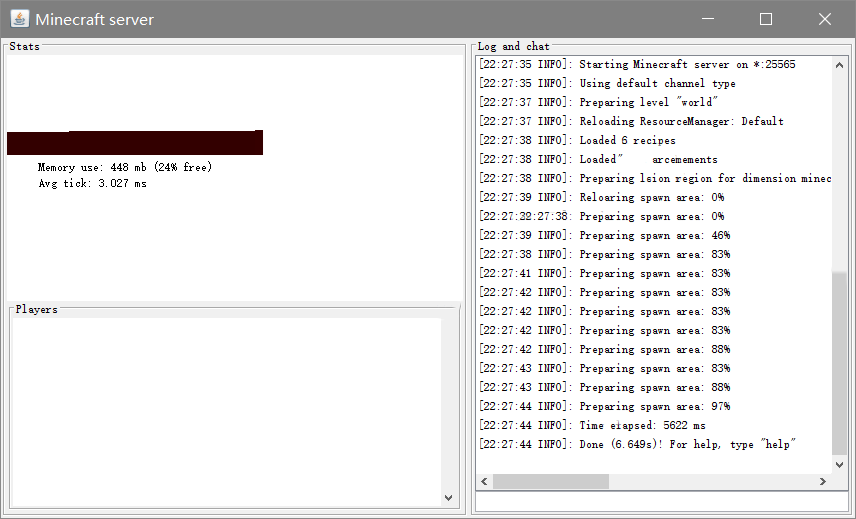 Minecraft server
Stats
Memory use: 448 mb (24% free)
Avg tick: 3.027 ms
Players
Log and chat
[22:27:35 INFO]: Starting Minecraft server on *:25565
[22:27:35 INFO]: Using default channel type
[22:27:37 INFO]: Preparing level "world"
[22:27:37 INFO]: Reloading ResourceManager: Default
[22:27:38 INFO]: Loaded 6 recipes
[22:27:38 INFO]: Loaded" arcemements
[22:27:38 INFO]: Preparing lsion region for dimension minec
[22:27:39 INFO]: Reloring spawn area: 0%
[22:27:22:27:38: Preparing spawn area: 0%
[22:27:39 INFO]: Preparing spawn area: 46%
[22:27:38 INFO]: Preparing spawn area: 83%
[22:27:41 INFO]: Preparing spawn area: 83%
[22:27:42 INFO]: Preparing spawn area: 83%
[22:27:42 INFO]: Preparing spawn area: 83%
[22:27:42 INFO]: Preparing spawn area: 83%
[22:27:42 INFO]: Preparing spawn area: 88%
[22:27:43 INFO]: Preparing spawn area: 83%
[22:27:43 INFO]: Preparing spawn area: 88%
[22:27:44 INFO]: Preparing spawn area: 97%
[22:27:44 INFO]: Time eiapsed: 5622 ms
[22:27:44 INFO]: Done (6.649s)! For help, type "help"